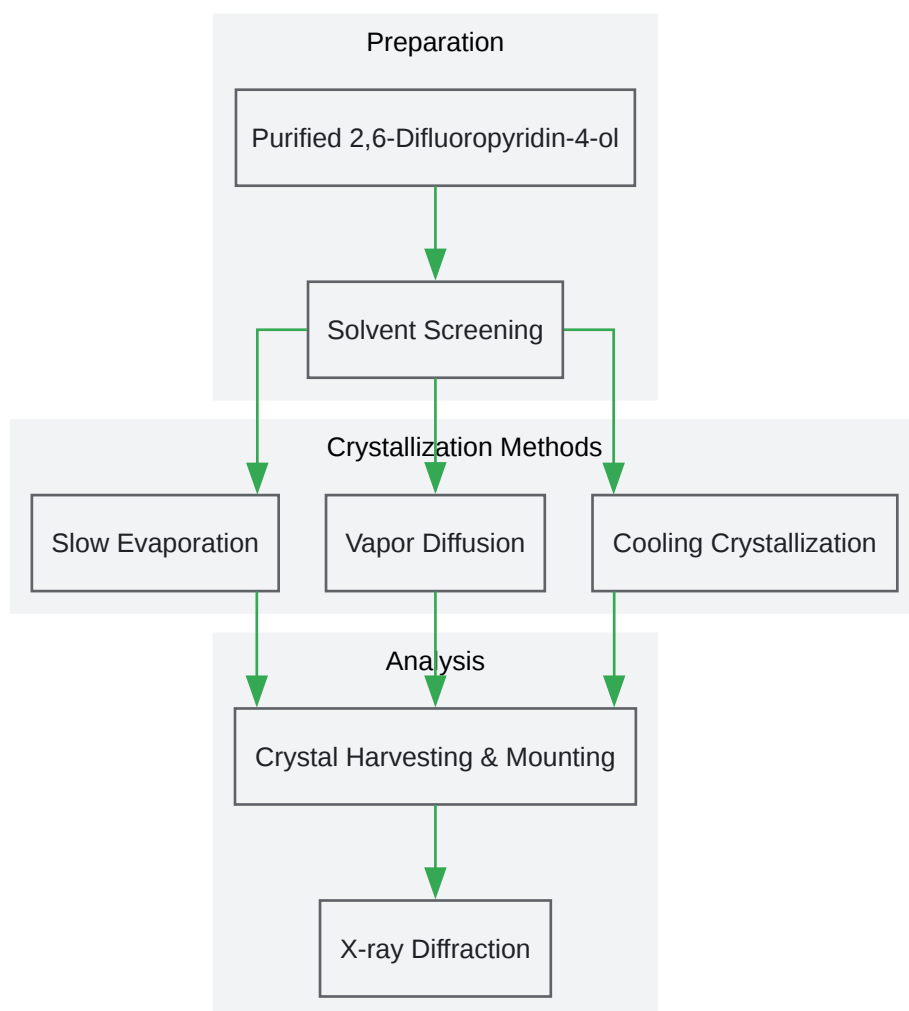 Preparation
Purified 2,6-Difluoropyridin-4-ol
Solvent Screening
Crystallization Methods
Slow Evaporation
Vapor Diffusion
Cooling Crystallization
Analysis
Crystal Harvesting & Mounting
X-ray Diffraction